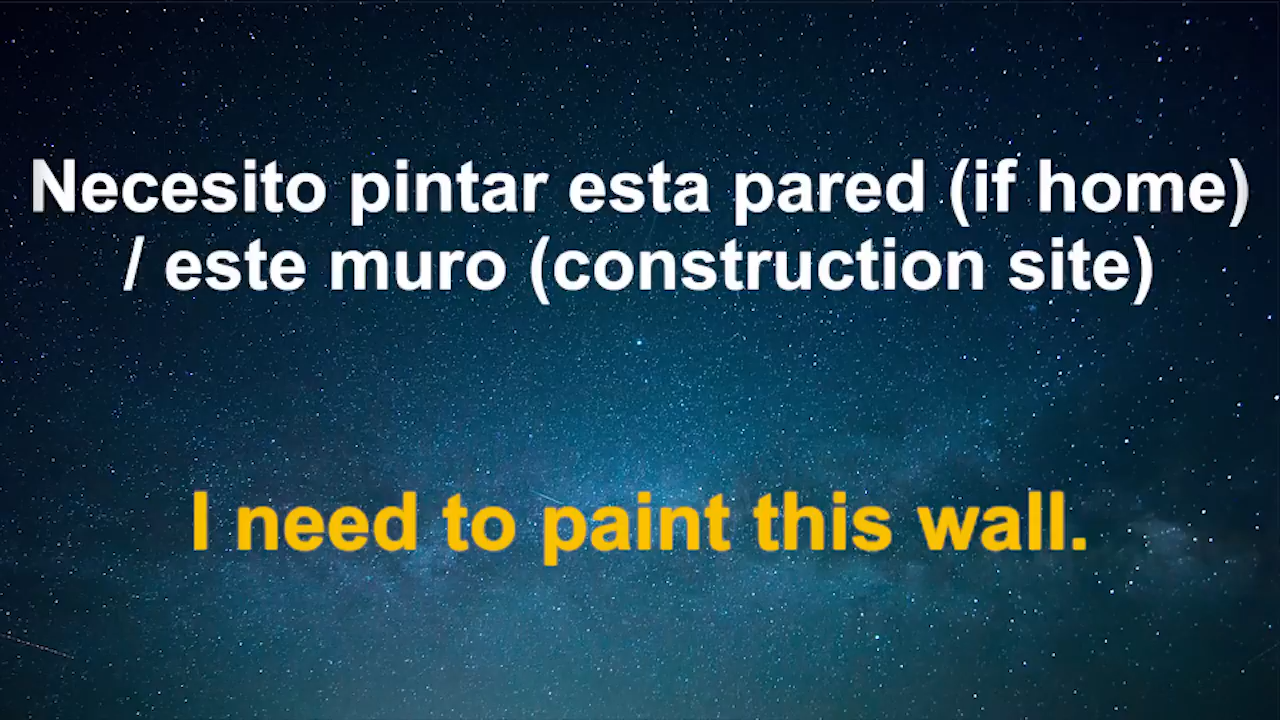 Necesito pintar esta pared (if home)
/ este muro (construction site)
I need to paint this wall.